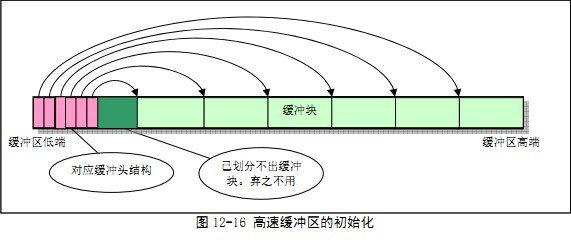 缓冲块
缓冲区低端
缓冲区高端
对应缓冲头结构
已划分不出缓冲
块。弃之不用
图 12-16 高速缓冲区的初始化